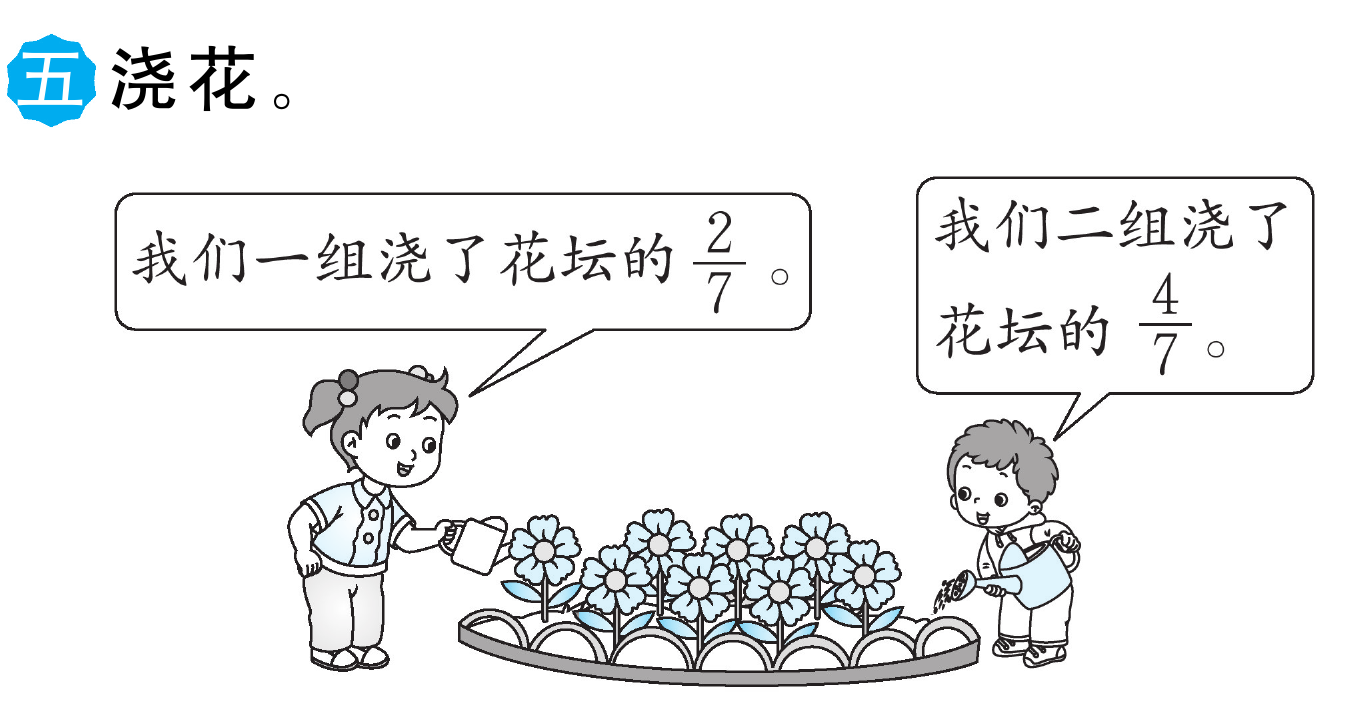 五 浇花。
我们一组浇了花坛的 2/7 。
我们二组浇了
花坛的 4/7 。